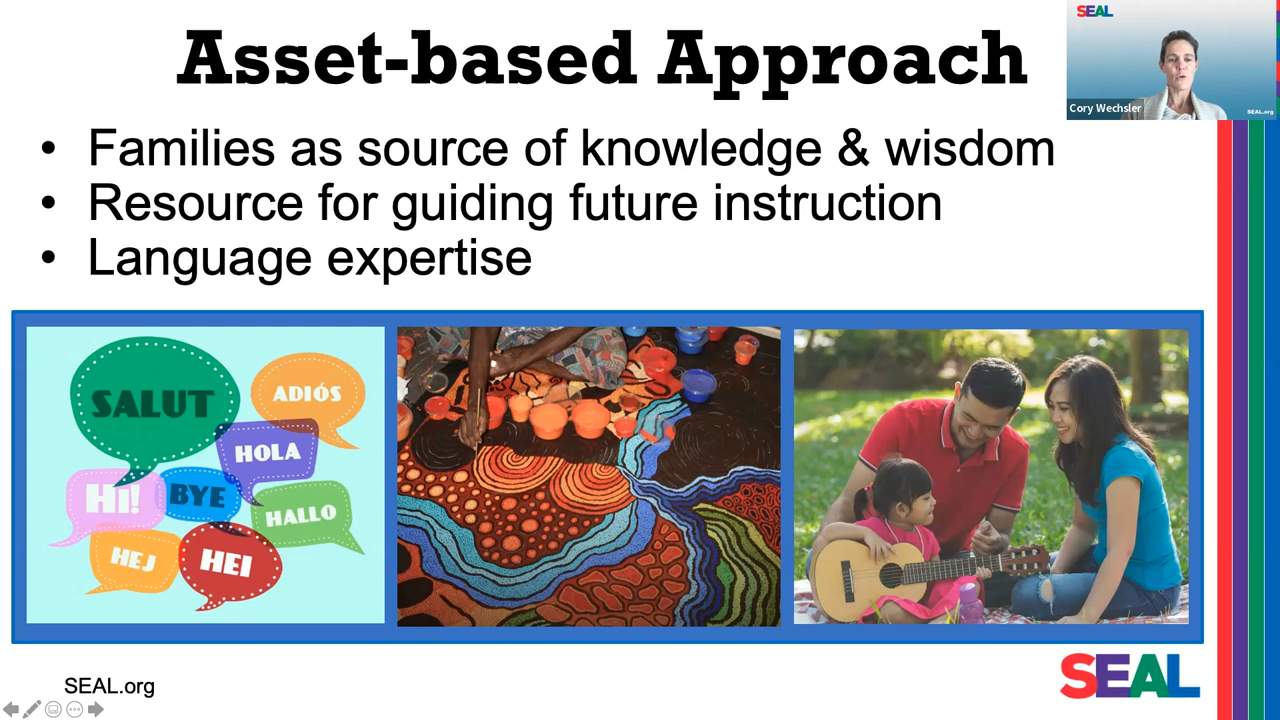 Asset-based Approach
SEAL
Cory Wechsler
SEAL.org
• Families as source of knowledge & wisdom
• Resource for guiding future instruction
• Language expertise
SALUT
ADIÓS
HOLA
Hi!
BYE
HALLO
HEJ
HEI
SEAL.org
SEAL